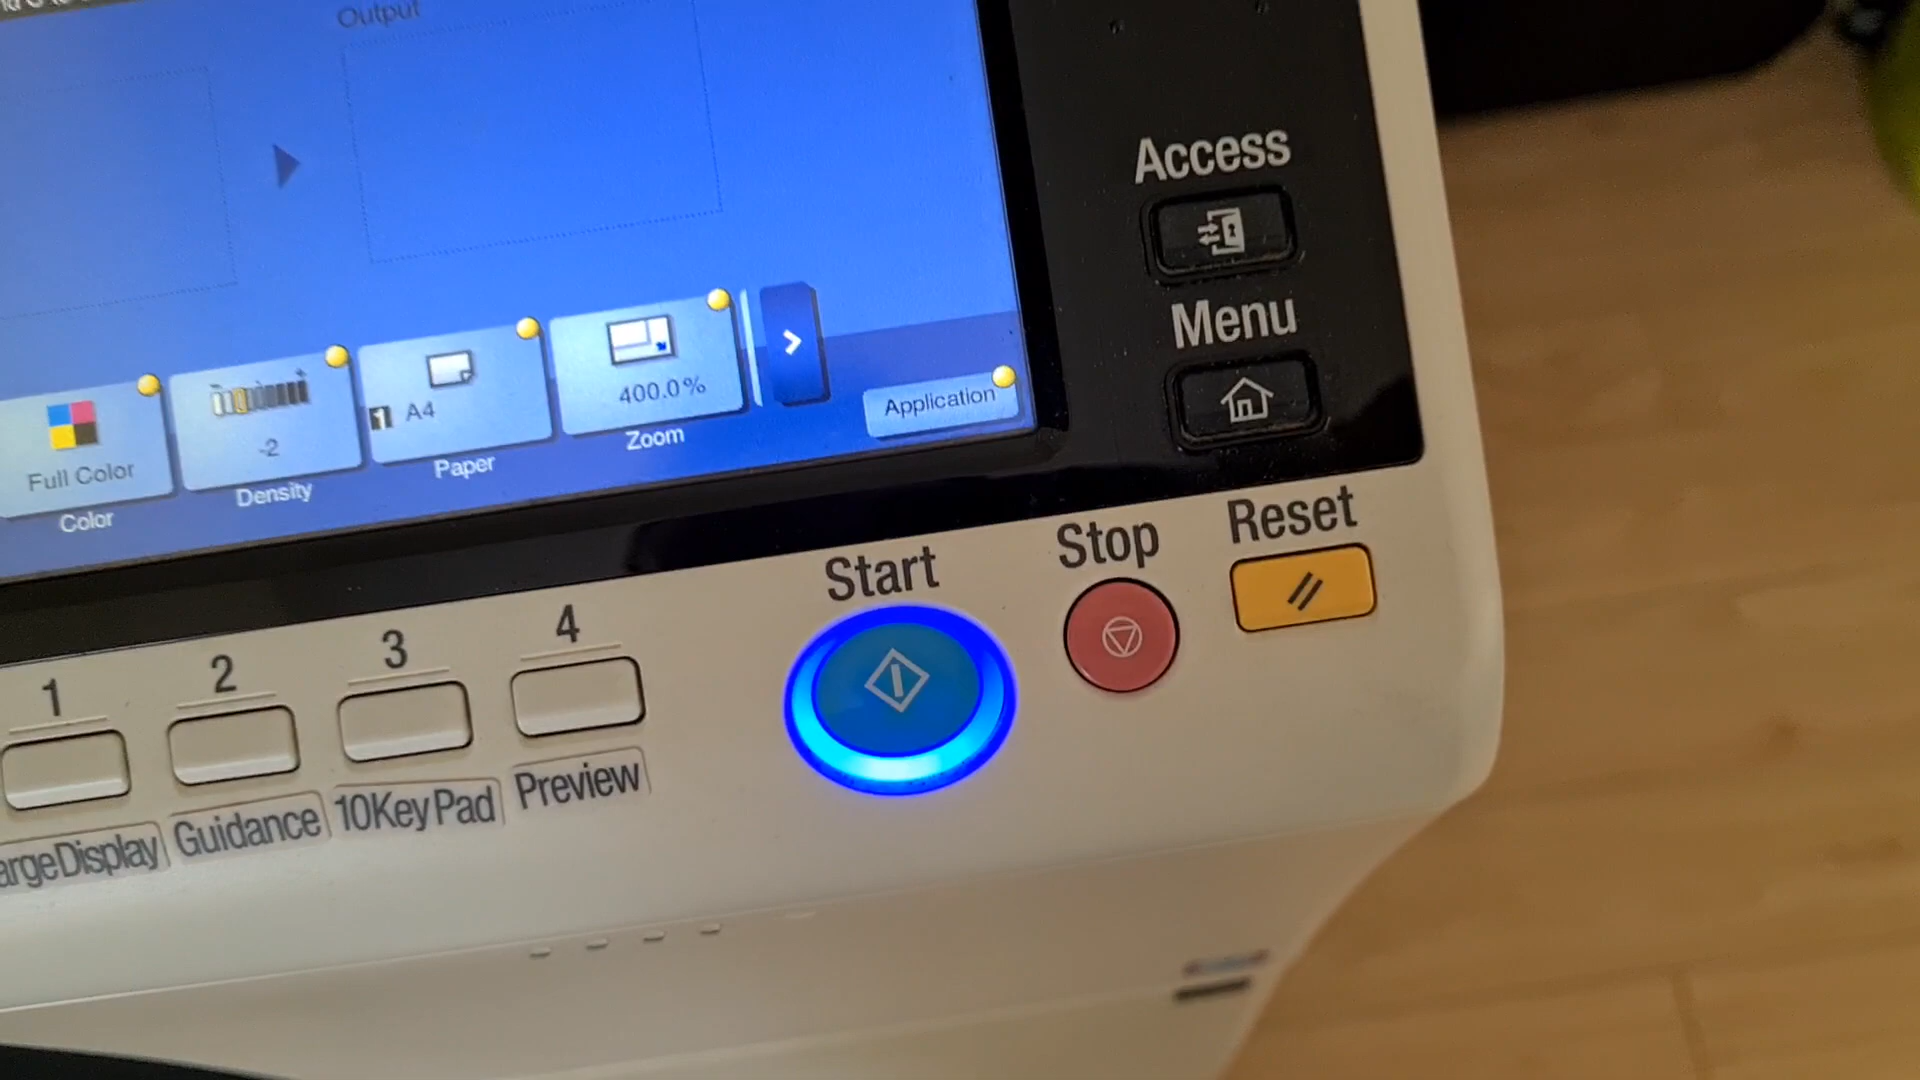 Output
Access
Menu
Full Color
-2
1 A4
400.0%
Application
Color
Density
Paper
Zoom
Start
Stop
Reset
1
2
3
4
Guidance
10KeyPad
Preview